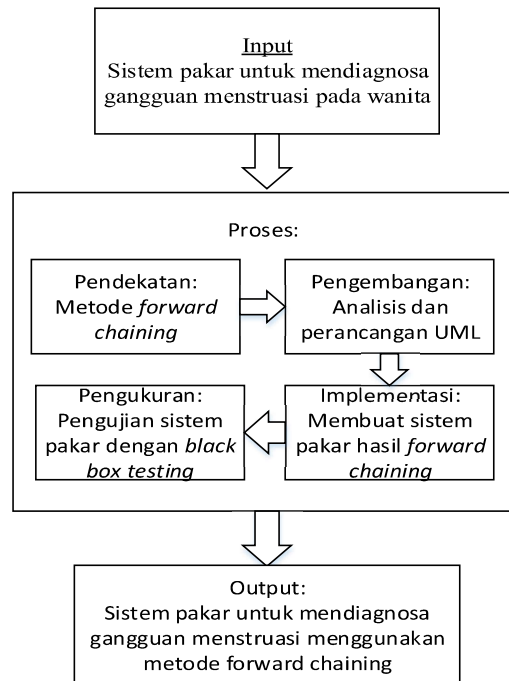 Input
Sistem pakar untuk mendiagnosa
gangguan menstruasi pada wanita
Proses:
Pendekatan:
Metode forward
chaining
Pengembangan:
Analisis dan
perancangan UML
Implementasi:
Membuat sistem
pakar hasil forward
chaining
Pengukuran:
Pengujian sistem
pakar dengan black
box testing
Output:
Sistem pakar untuk mendiagnosa
gangguan menstruasi menggunakan
metode forward chaining